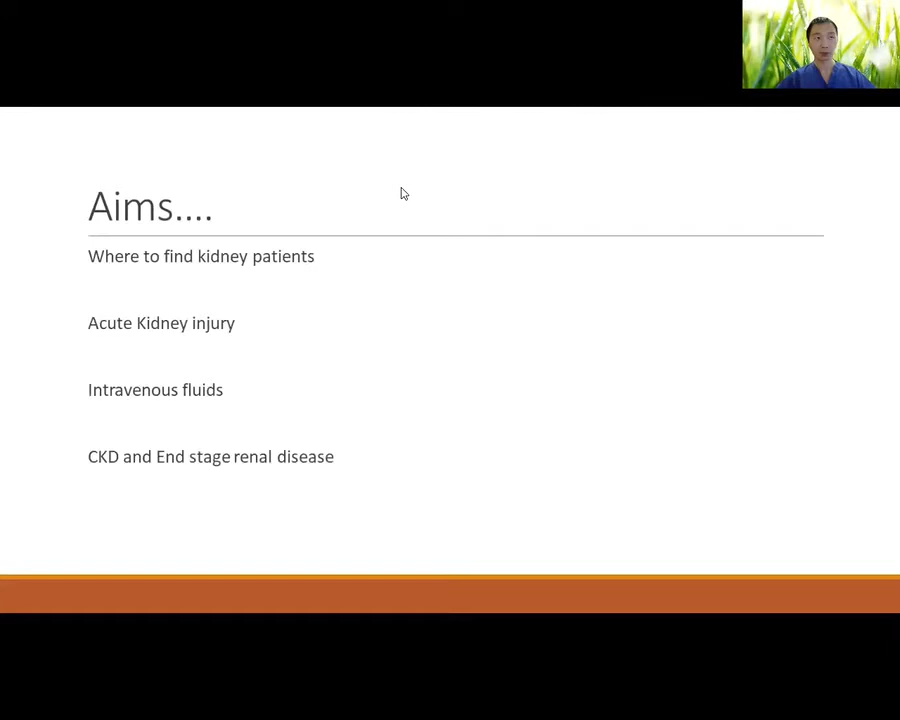 Aims....
Where to find kidney patients
Acute Kidney injury
Intravenous fluids
CKD and End stage renal disease